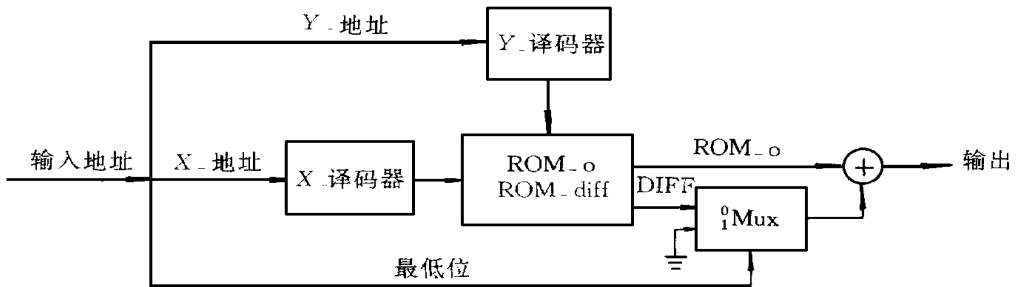 Y_地址
Y_译码器
输入地址
X_地址
X_译码器
ROM_o
ROM_diff
ROM_o
DIFF
输出
0
1 Mux
最低位